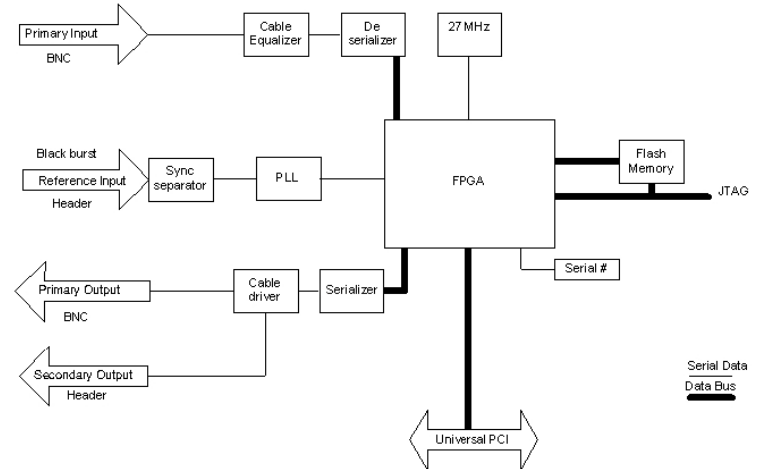 Primary Input
BNC
Cable
Equalizer
De
serializer
27 MHz
Black burst
Reference Input
Header
Sync
separator
PLL
FPGA
Flash
Memory
JTAG
Serial #
Primary Output
BNC
Cable
driver
Serializer
Secondary Output
Header
Universal PCI
Serial Data
Data Bus